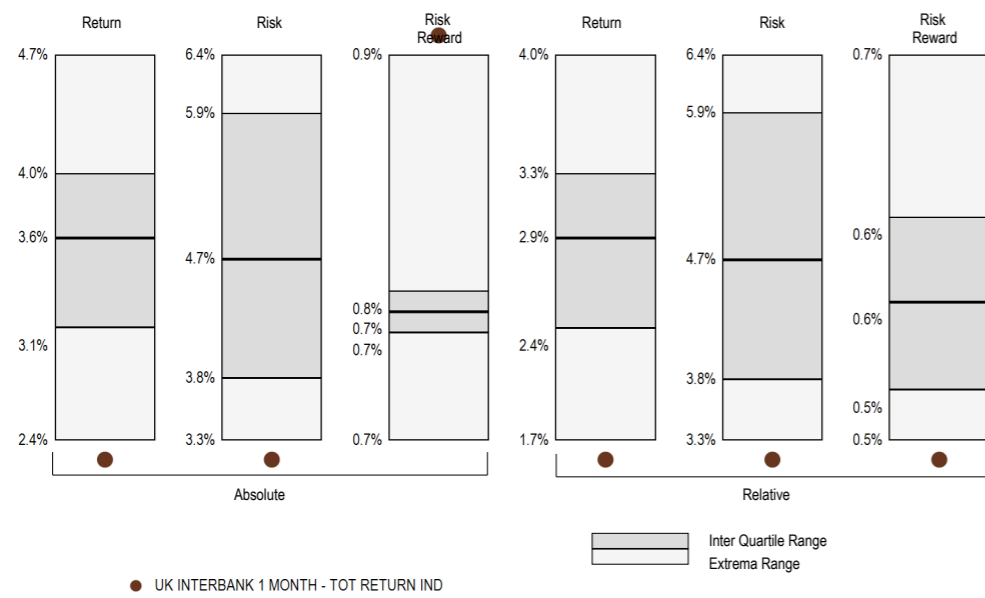 Return
Risk
Risk
Reward
Return
Risk
Risk
Reward
4.7%
4.0%
3.6%
3.1%
2.4%
6.4%
5.9%
4.7%
3.8%
3.3%
0.9%
0.8%
0.7%
0.7%
0.7%
4.0%
3.3%
2.9%
2.4%
1.7%
6.4%
5.9%
4.7%
3.8%
3.3%
0.7%
0.6%
0.6%
0.5%
0.5%
Absolute
Relative
Inter Quartile Range
Extrema Range
UK INTERBANK 1 MONTH - TOT RETURN IND